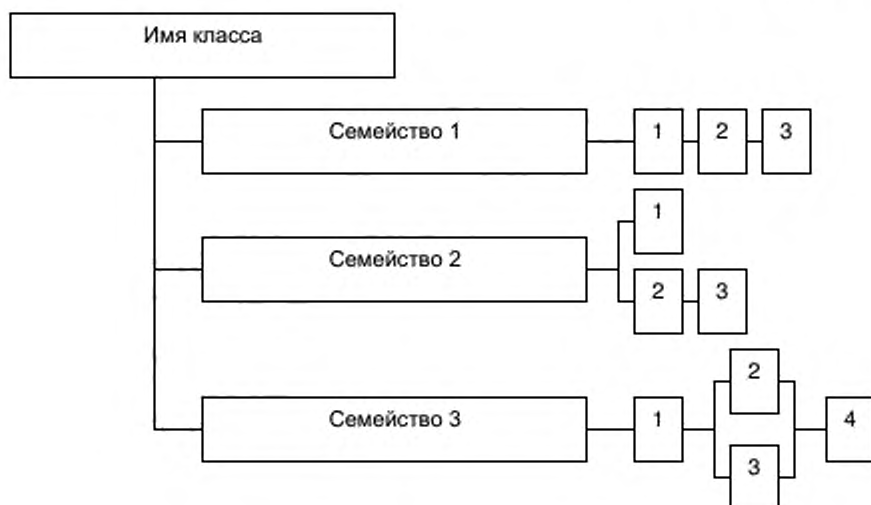 Имя класса
Семейство 1 1 2 3
1
Семейство 2
2 3
2
Семейство 3 1 4
3